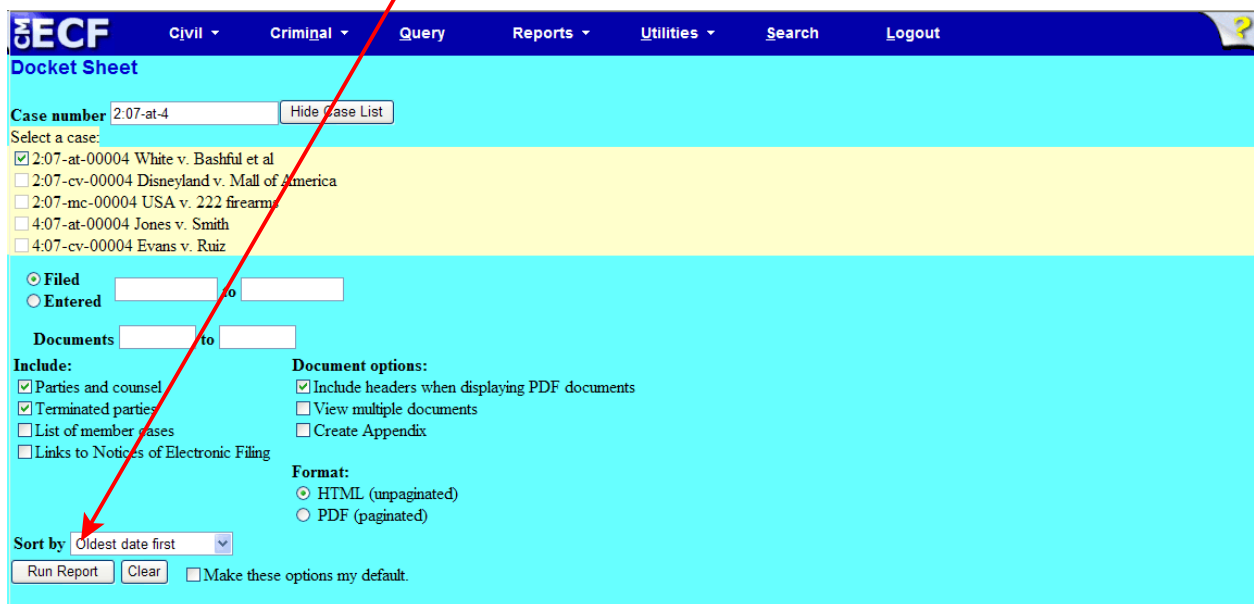 CM ECF Civil Criminal Query Reports Utilities Search Logout ?
Docket Sheet
Case number 2:07-at-4 Hide Case List
Select a case:
2:07-at-00004 White v. Bashful et al
2:07-cv-00004 Disneyland v. Mall of America
2:07-mc-00004 USA v. 222 firearms
4:07-at-00004 Jones v. Smith
4:07-cv-00004 Evans v. Ruiz
Filed
Entered
to
Documents to
Include:
Parties and counsel
Terminated parties
List of member cases
Links to Notices of Electronic Filing
Document options:
Include headers when displaying PDF documents
View multiple documents
Create Appendix
Format:
HTML (unpaginated)
PDF (paginated)
Sort by Oldest date first
Run Report Clear Make these options my default.